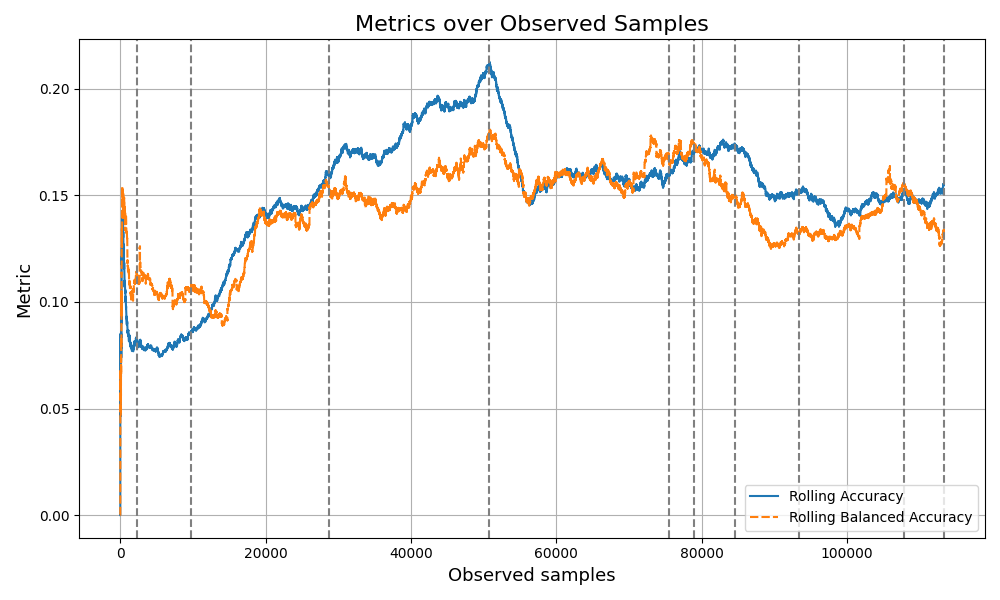 Metrics over Observed Samples
Metric
0.20
0.15
0.10
0.05
0.00
0
20000
40000
60000
80000
100000
Observed samples
Rolling Accuracy
Rolling Balanced Accuracy